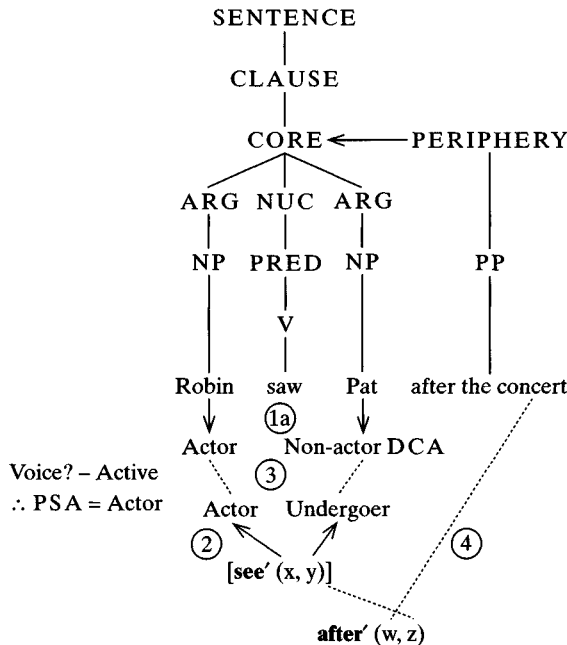 SENTENCE
CLAUSE
CORE PERIPHERY
ARG NUC ARG
NP PRED NP PP
V
Robin saw Pat after the concert
1a
Actor Non-actor DCA
Voice? – Active 3
∴ PSA = Actor Actor Undergoer
2 4
[see′ (x, y)]
after′ (w, z)